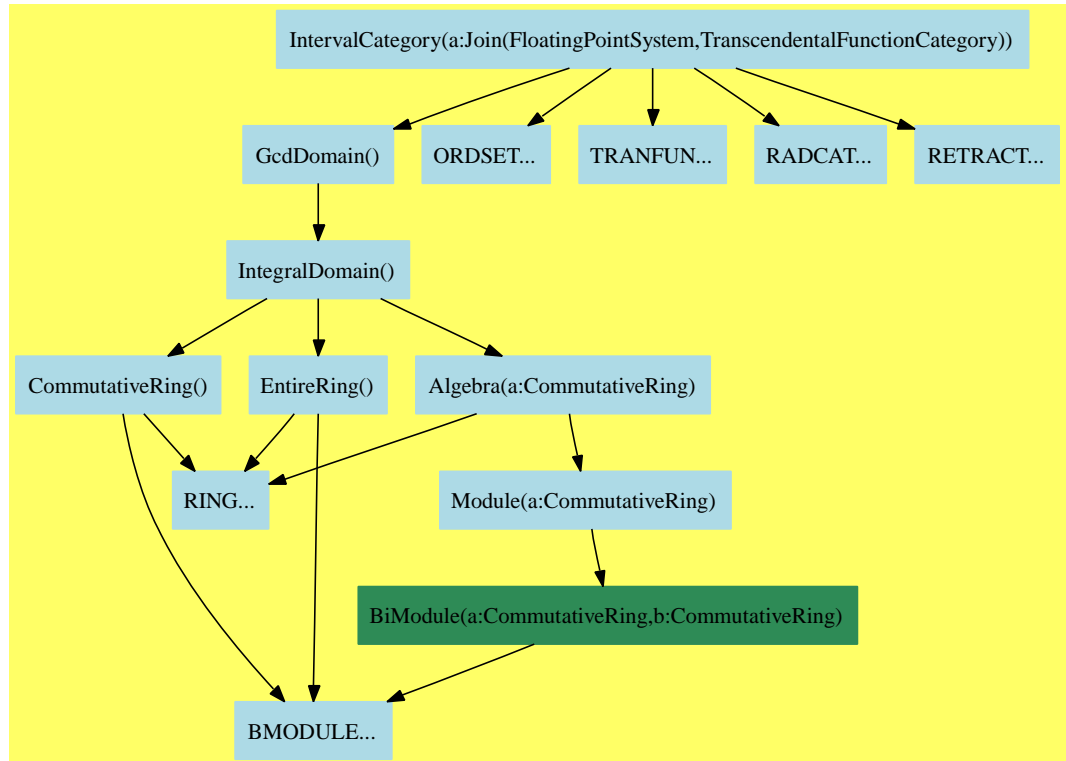 IntervalCategory(a:Join(FloatingPointSystem,TranscendentalFunctionCategory))
GcdDomain()
ORDSET...
TRANFUN...
RADCAT...
RETRACT...
IntegralDomain()
CommutativeRing()
EntireRing()
Algebra(a:CommutativeRing)
RING...
Module(a:CommutativeRing)
BiModule(a:CommutativeRing,b:CommutativeRing)
BMODULE...